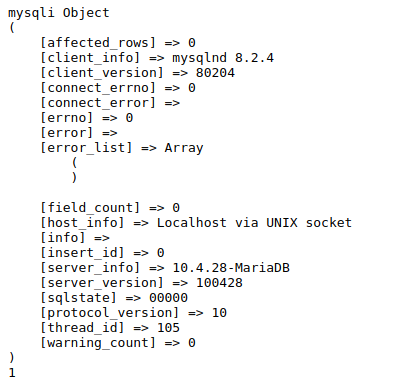 mysqli Object
(
    [affected_rows] => 0
    [client_info] => mysqlnd 8.2.4
    [client_version] => 80204
    [connect_errno] => 0
    [connect_error] =>
    [errno] => 0
    [error] =>
    [error_list] => Array
        (
        )

    [field_count] => 0
    [host_info] => Localhost via UNIX socket
    [info] =>
    [insert_id] => 0
    [server_info] => 10.4.28-MariaDB
    [server_version] => 100428
    [sqlstate] => 00000
    [protocol_version] => 10
    [thread_id] => 105
    [warning_count] => 0
)
1